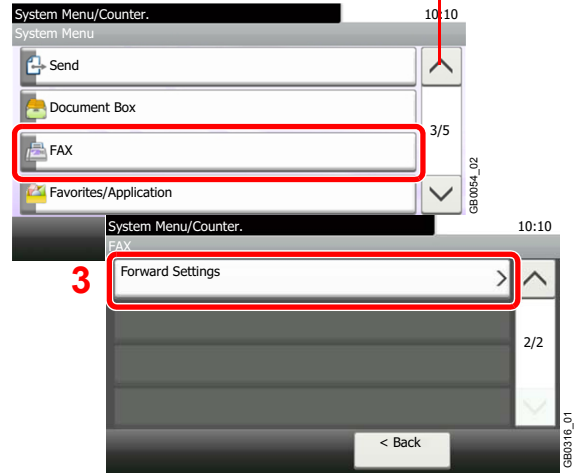 System Menu/Counter. 10:10
System Menu
Send
Document Box
3/5
FAX
Favorites/Application
GB0054_02
System Menu/Counter. 10:10
FAX
3
Forward Settings
2/2
< Back
GB0316_01